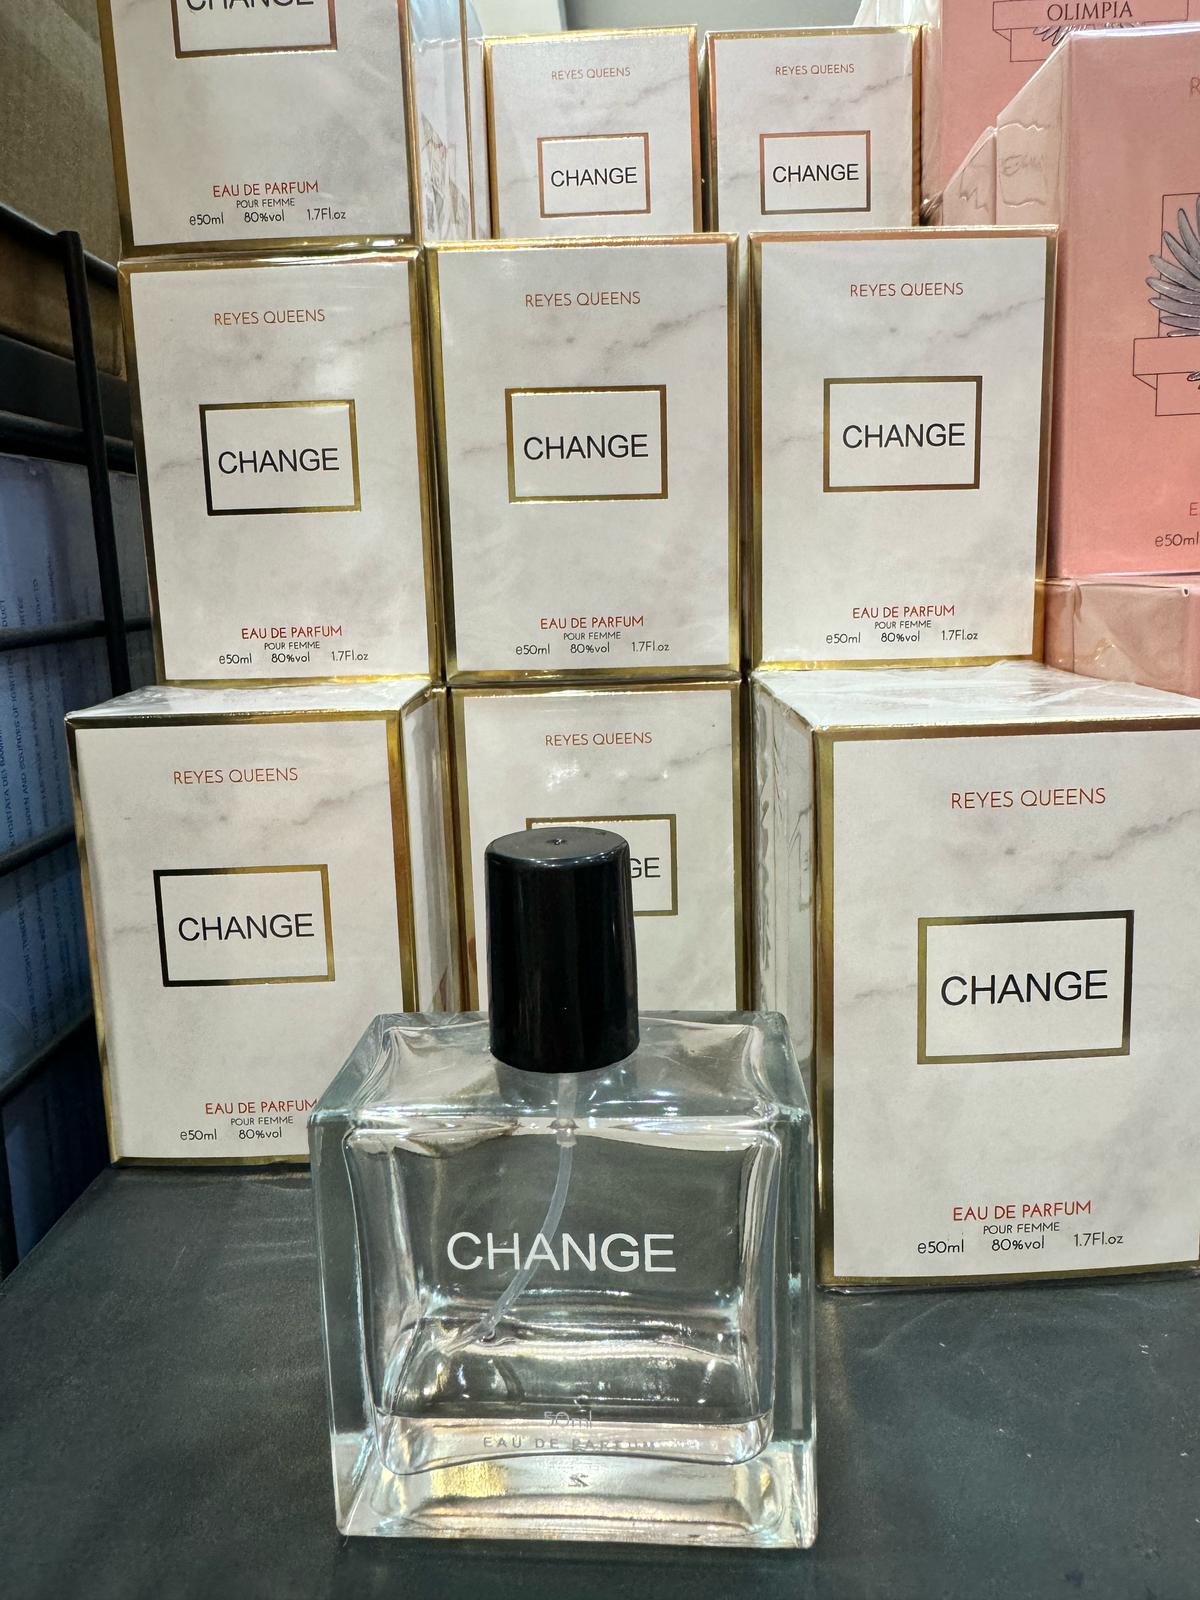 CHANGE
EAU DE PARFUM
POUR FEMME
e50ml 80%vol 1.7Fl.oz
REYES QUEENS
CHANGE
REYES QUEENS
CHANGE
OLIMPIA
REYES QUEENS
CHANGE
EAU DE PARFUM
POUR FEMME
e50ml 80%vol 1.7Fl.oz
REYES QUEENS
CHANGE
EAU DE PARFUM
POUR FEMME
e50ml 80%vol 1.7Fl.oz
REYES QUEENS
CHANGE
EAU DE PARFUM
POUR FEMME
e50ml 80%vol 1.7Fl.oz
e50ml
REYES QUEENS
CHANGE
EAU DE PARFUM
POUR FEMME
e50ml 80%vol
REYES QUEENS
GE
REYES QUEENS
CHANGE
EAU DE PARFUM
POUR FEMME
e50ml 80%vol 1.7Fl.oz
CHANGE
50ml
EAU DE